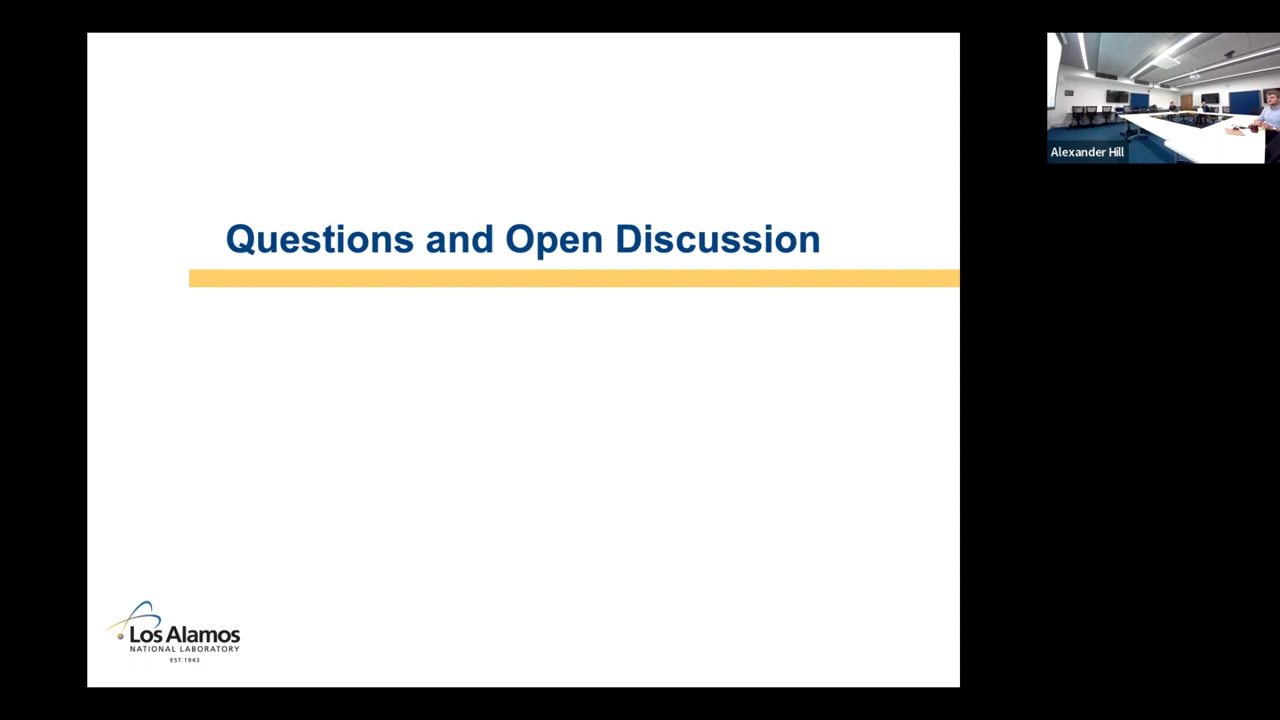 Questions and Open Discussion
Alexander Hill
Los Alamos
NATIONAL LABORATORY
EST. 1943